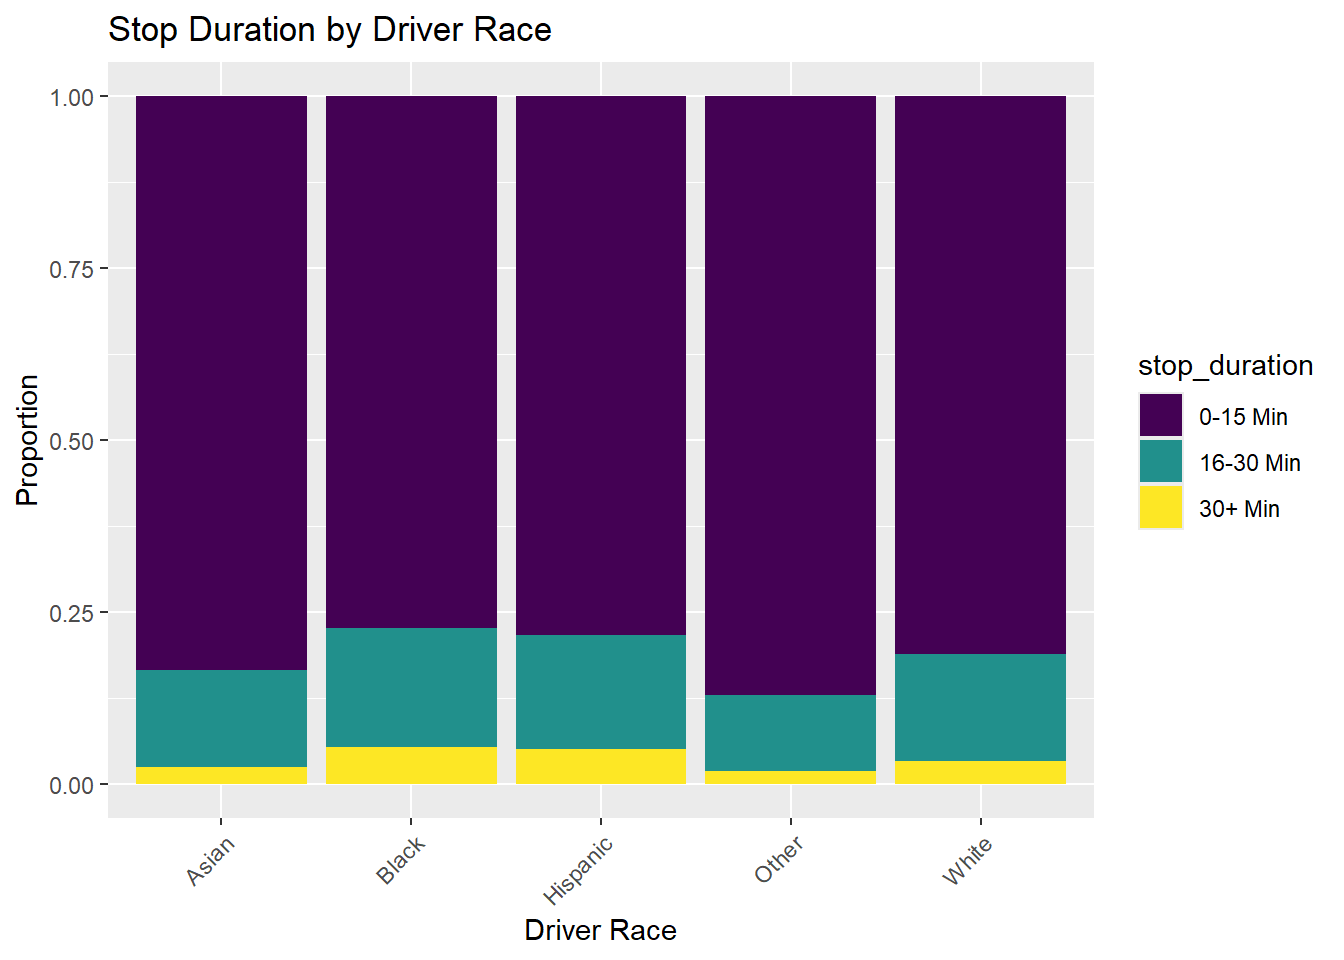 Stop Duration by Driver Race
1.00
0.75
0.50
0.25
0.00
Proportion
Asian
Black
Hispanic
Other
White
Driver Race
stop_duration
0-15 Min
16-30 Min
30+ Min